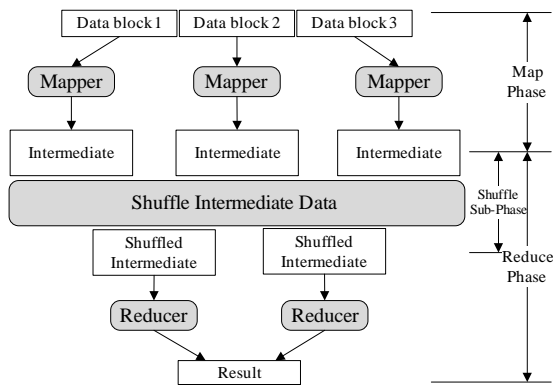 Data block 1 Data block 2 Data block 3
Mapper Mapper Mapper
Map
Phase
Intermediate Intermediate Intermediate
Shuffle Intermediate Data
Shuffle
Sub-Phase
Shuffled
Intermediate
Shuffled
Intermediate
Reduce
Phase
Reducer Reducer
Result